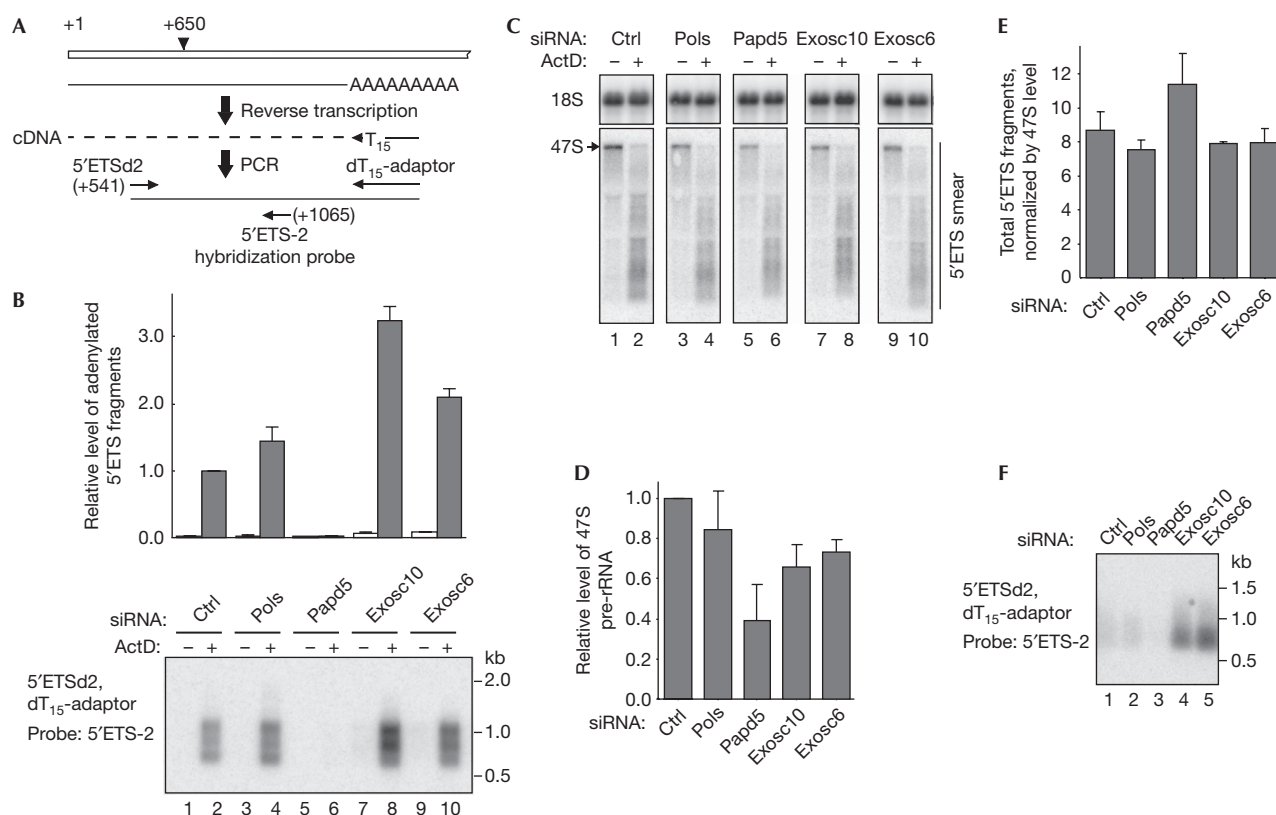 A
+1
+650
AAAAAAAAA
Reverse transcription
cDNA
T15
5′ETSd2
(+541)
PCR
dT15-adaptor
(+1065)
5′ETS-2
hybridization probe
B
Relative level of adenylated
5′ETS fragments
3.0
2.0
1.0
0.0
siRNA: Ctrl Pols Papd5 Exosc10 Exosc6
ActD: – + – + – + – + – +
kb
5′ETSd2,
dT15-adaptor
Probe: 5′ETS-2
2.0
1.0
0.5
1 2 3 4 5 6 7 8 9 10
C
siRNA: Ctrl Pols Papd5 Exosc10 Exosc6
ActD: – + – + – + – + – +
18S
47S
5′ETS smear
1 2 3 4 5 6 7 8 9 10
D
Relative level of 47S
pre-rRNA
1.0
0.8
0.6
0.4
0.4
0.0
siRNA: Ctrl Pols Papd5 Exosc10 Exosc6
E
Total 5′ETS fragments,
normalized by 47S level
12
10
8
6
4
2
0
siRNA: Ctrl Pols Papd5 Exosc10 Exosc6
F
siRNA: Ctrl Pols Papd5 Exosc10 Exosc6
kb
5′ETSd2,
dT15-adaptor
Probe: 5′ETS-2
1.5
1.0
0.5
1 2 3 4 5